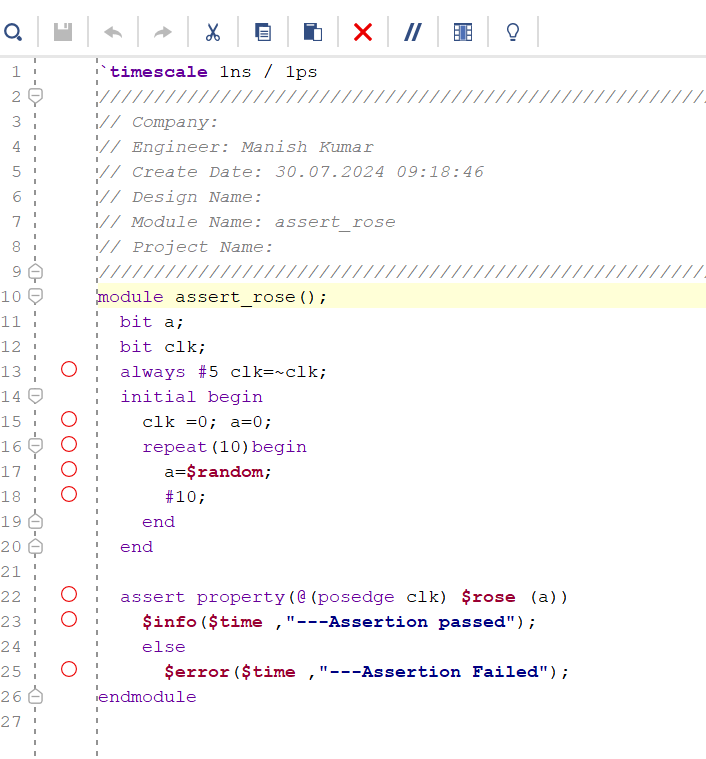 1 `timescale 1ns / 1ps
2 ///////////////////////////////////////////////////////
3 // Company:
4 // Engineer: Manish Kumar
5 // Create Date: 30.07.2024 09:18:46
6 // Design Name:
7 // Module Name: assert_rose
8 // Project Name:
9 ///////////////////////////////////////////////////////
10 module assert_rose();
11 bit a;
12 bit clk;
13 always #5 clk=~clk;
14 initial begin
15 clk =0; a=0;
16 repeat(10)begin
17 a=$random;
18 #10;
19 end
20 end
21
22 assert property(@(posedge clk) $rose (a))
23 $info($time ,"---Assertion passed");
24 else
25 $error($time ,"---Assertion Failed");
26 endmodule
27